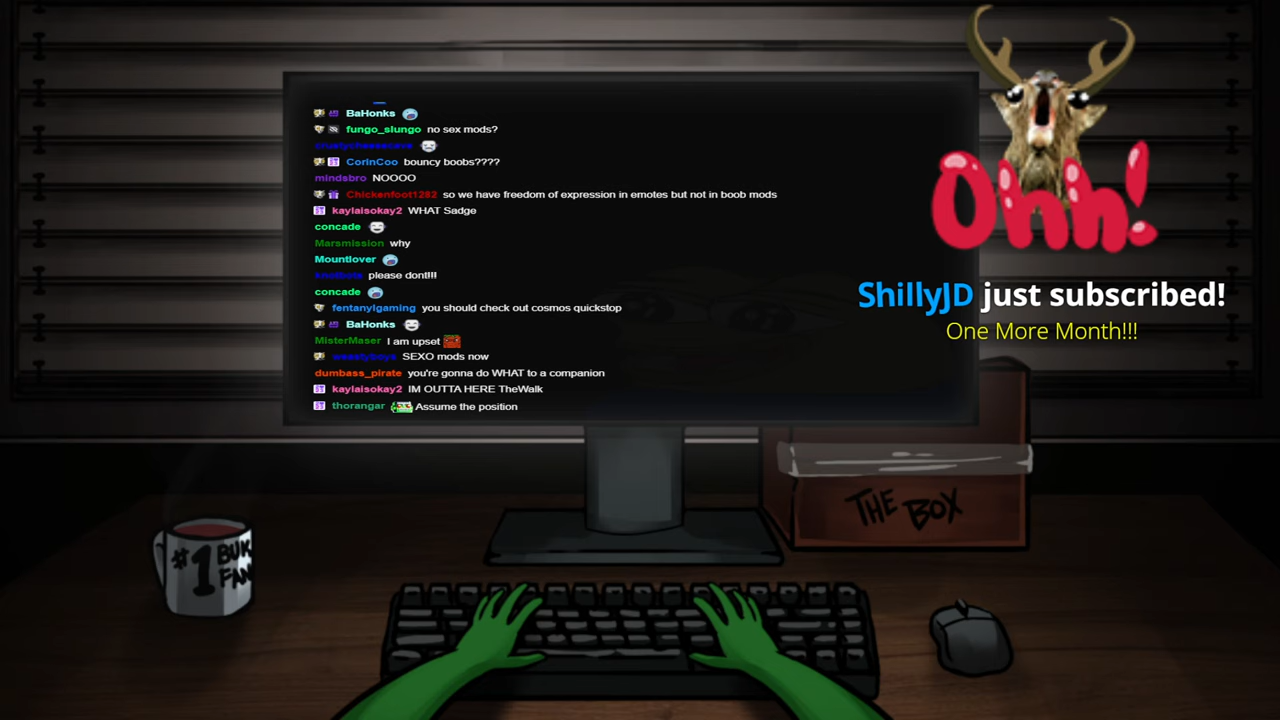 BaHonks
fungo_slungo no sex mods?
crustycheesecave
CorinCoo bouncy boobs????
mindsbro NOOOO
Chickenfoot1282 so we have freedom of expression in emotes but not in boob mods
kaylaisokay2 WHAT Sadge
concade
Marsmission why
Mountlover
please dont!!!
concade
fentanylgaming you should check out cosmos quickstop
BaHonks
MisterMaser I am upset
SEXO mods now
dumbass_pirate you're gonna do WHAT to a companion
kaylaisokay2 IM OUTTA HERE TheWalk
thorangar Assume the position
Ohh!
ShillyJD just subscribed!
One More Month!!!
THE BOX
#1 BUK
FAN